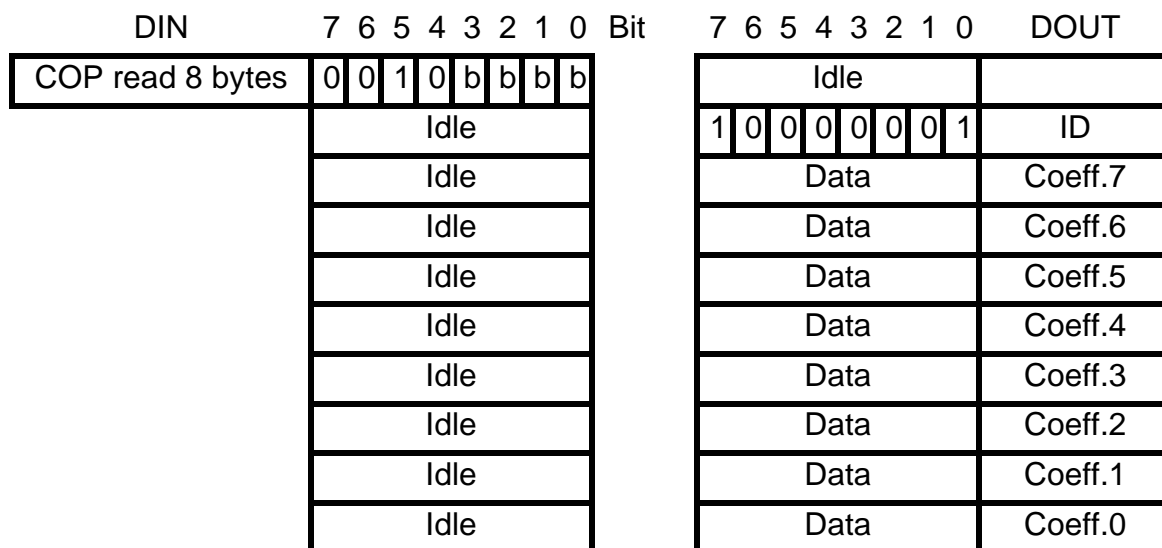 DIN 7 6 5 4 3 2 1 0 Bit 7 6 5 4 3 2 1 0 DOUT
COP read 8 bytes 0 0 1 0 b b b b Idle
Idle 1 0 0 0 0 0 0 1 ID
Idle Data Coeff.7
Idle Data Coeff.6
Idle Data Coeff.5
Idle Data Coeff.4
Idle Data Coeff.3
Idle Data Coeff.2
Idle Data Coeff.1
Idle Data Coeff.0